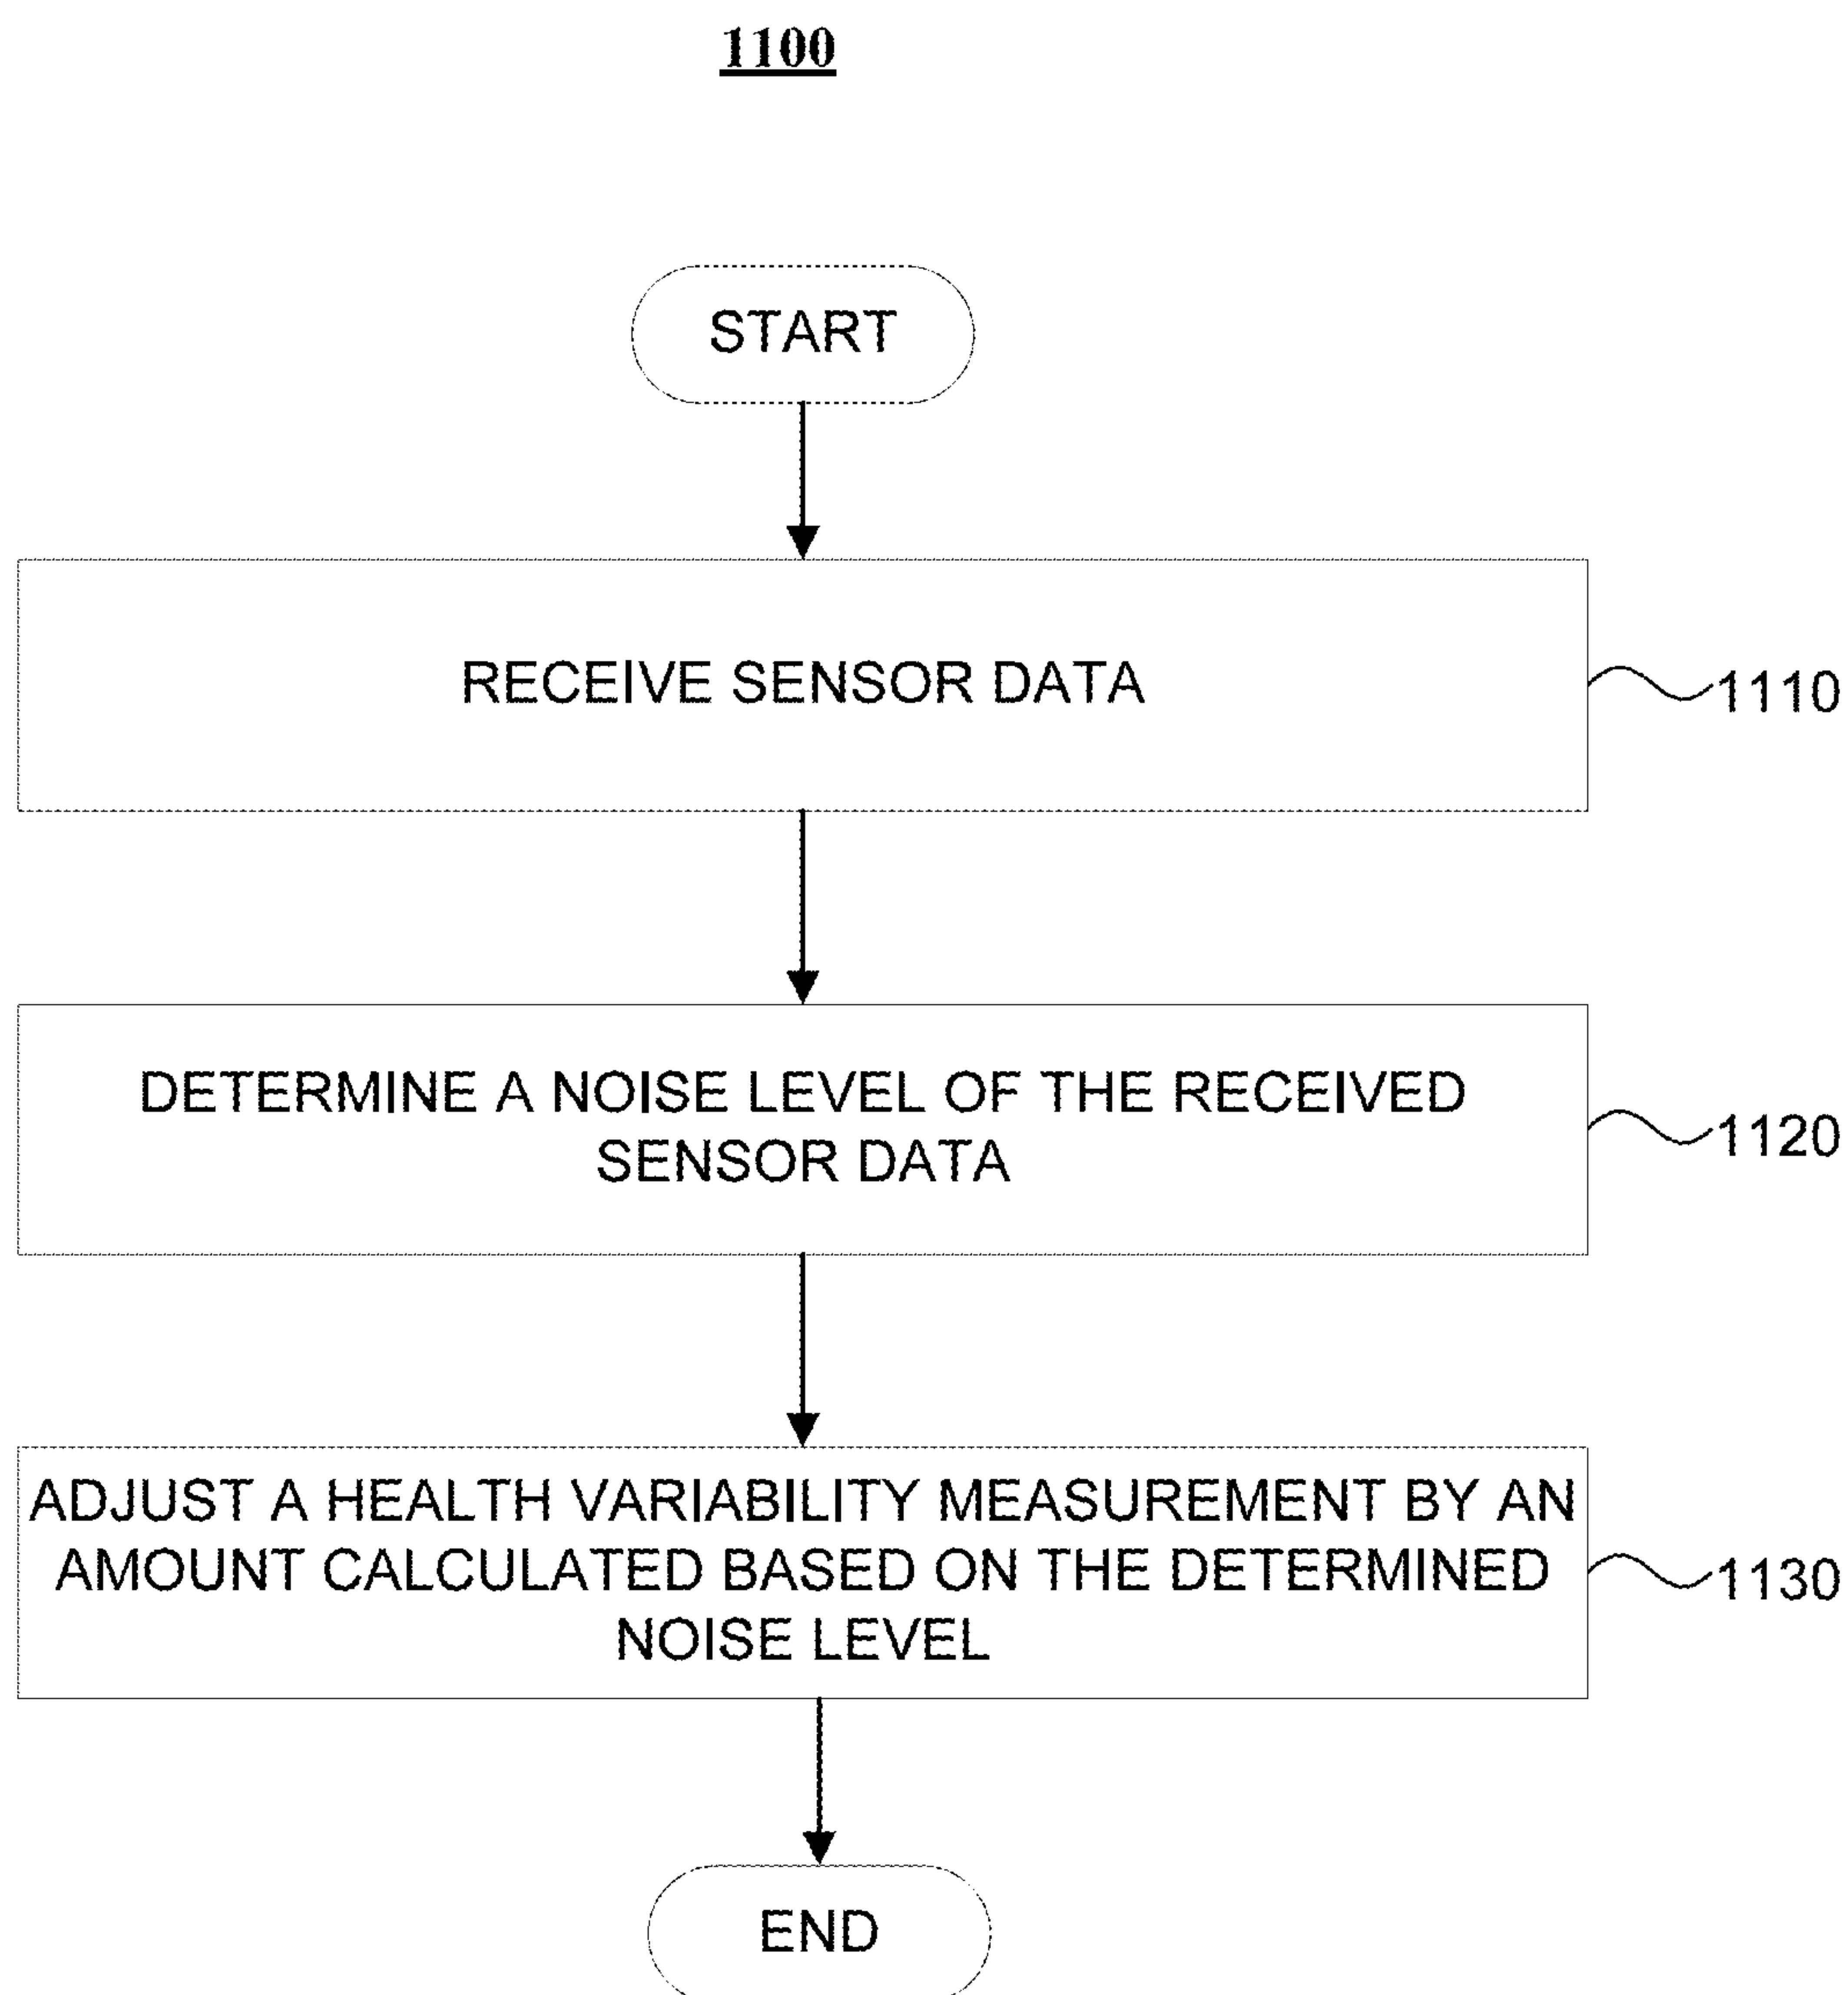 1100
START
RECEIVE SENSOR DATA
1110
DETERMINE A NOISE LEVEL OF THE RECEIVED
SENSOR DATA
1120
ADJUST A HEALTH VARIABILITY MEASUREMENT BY AN
AMOUNT CALCULATED BASED ON THE DETERMINED
NOISE LEVEL
1130
END